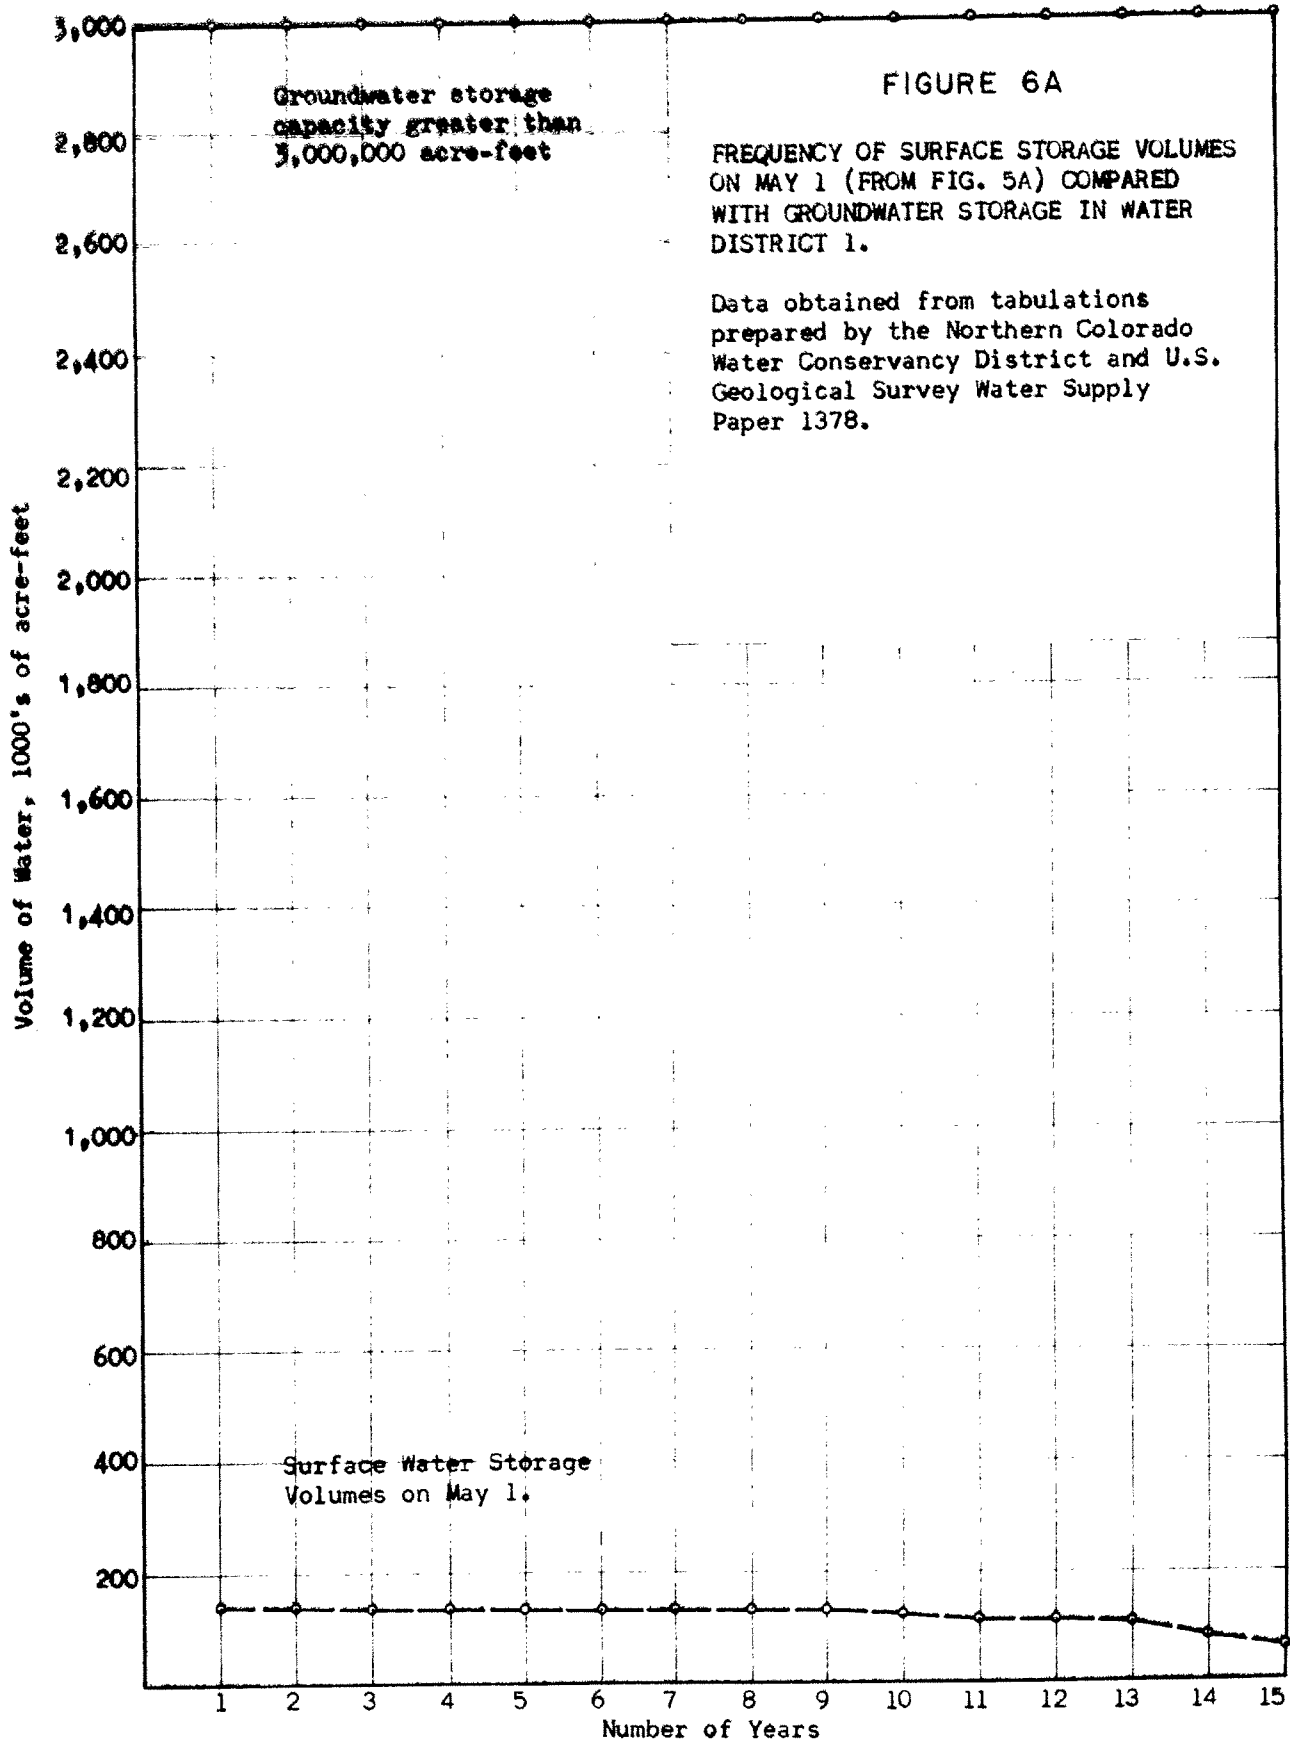 3,000
2,800
2,600
2,400
2,200
2,000
1,800
1,600
1,400
1,200
1,000
800
600
400
200
Volume of Water, 1000's of acre-feet
Groundwater storage
capacity greater than
3,000,000 acre-feet
FIGURE 6A
FREQUENCY OF SURFACE STORAGE VOLUMES
ON MAY 1 (FROM FIG. 5A) COMPARED
WITH GROUNDWATER STORAGE IN WATER
DISTRICT 1.
Data obtained from tabulations
prepared by the Northern Colorado
Water Conservancy District and U.S.
Geological Survey Water Supply
Paper 1378.
Surface Water Storage
Volumes on May 1.
1 2 3 4 5 6 7 8 9 10 11 12 13 14 15
Number of Years